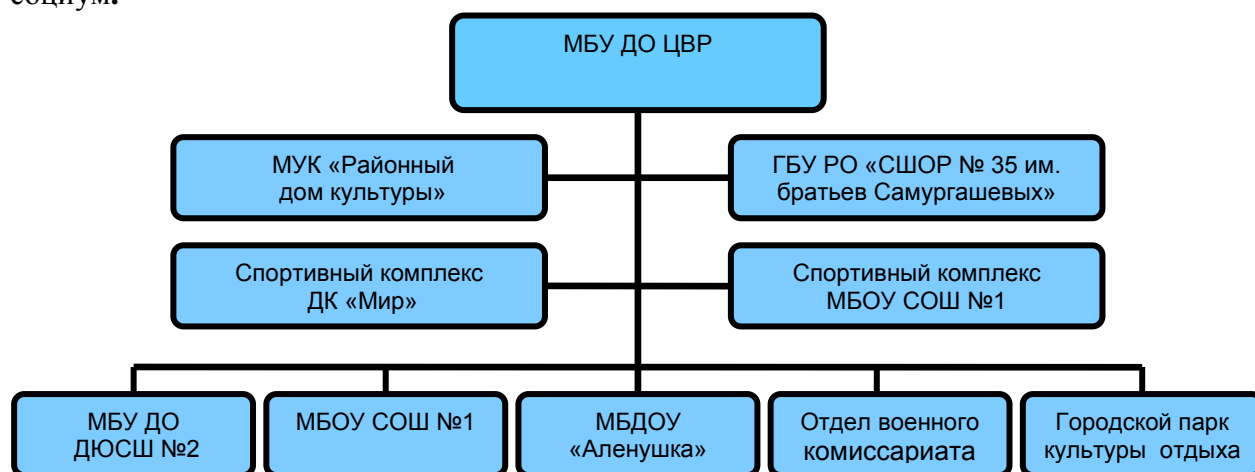 социум.
МБУ ДО ЦВР
МУК «Районный
дом культуры»
ГБУ РО «СШОР № 35 им.
братьев Самургашевых»
Спортивный комплекс
ДК «Мир»
Спортивный комплекс
МБОУ СОШ №1
МБУ ДО
ДЮСШ №2
МБОУ СОШ №1
МБДОУ
«Аленушка»
Отдел военного
комиссариата
Городской парк
культуры отдыха